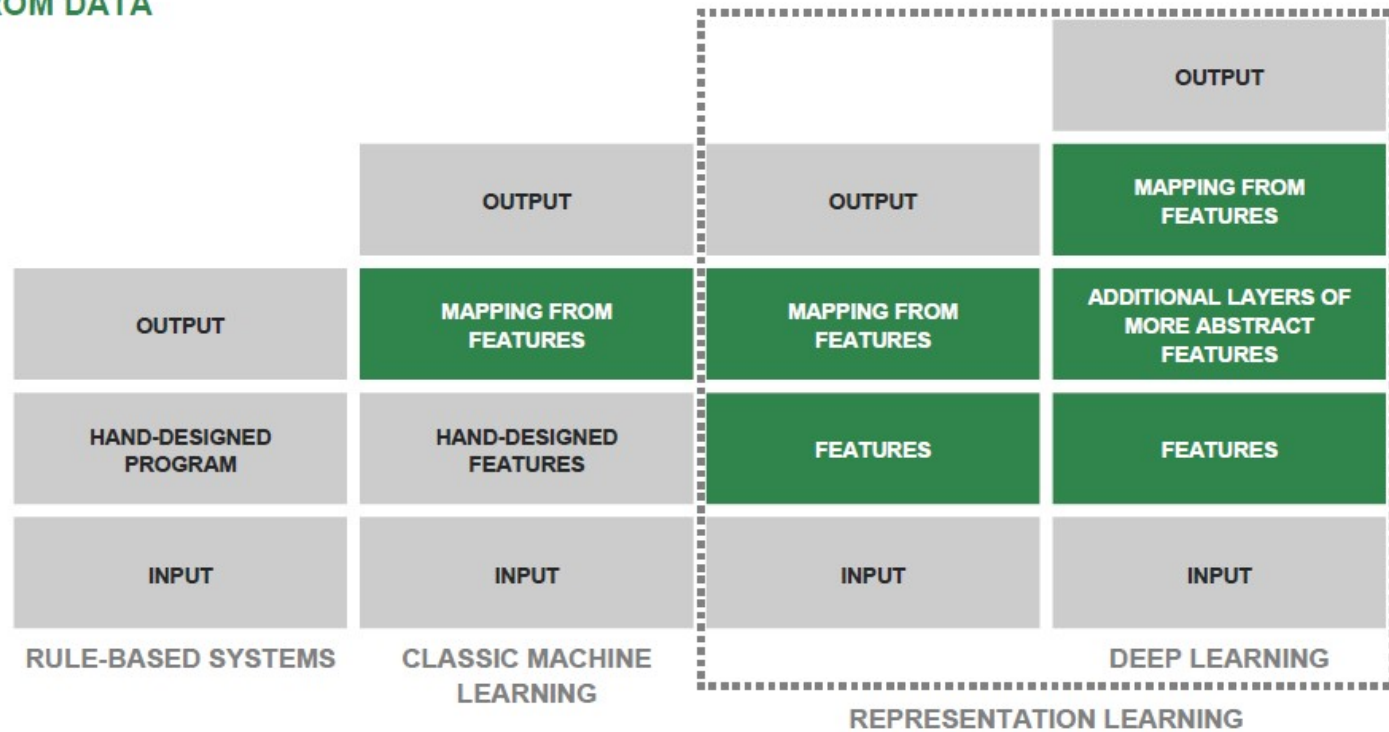 FROM DATA
OUTPUT
OUTPUT
OUTPUT
MAPPING FROM
FEATURES
OUTPUT
MAPPING FROM
FEATURES
MAPPING FROM
FEATURES
ADDITIONAL LAYERS OF
MORE ABSTRACT
FEATURES
HAND-DESIGNED
PROGRAM
HAND-DESIGNED
FEATURES
FEATURES
FEATURES
INPUT
INPUT
INPUT
INPUT
RULE-BASED SYSTEMS
CLASSIC MACHINE
LEARNING
DEEP LEARNING
REPRESENTATION LEARNING